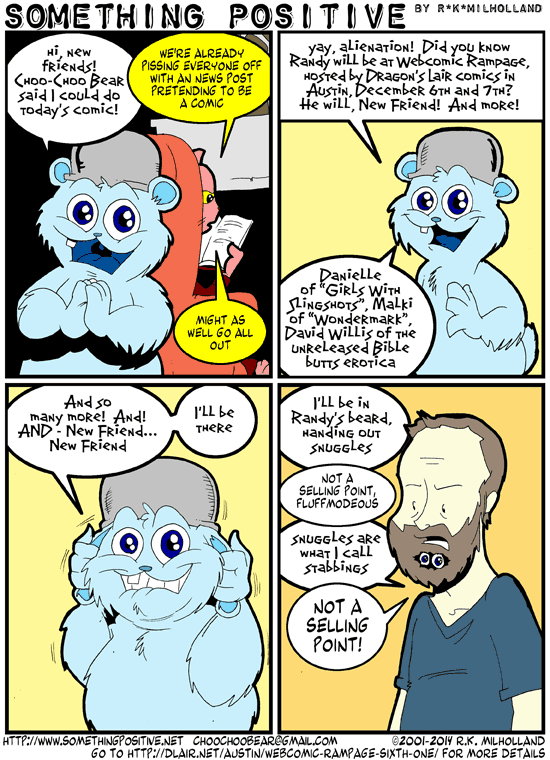 SOMETHING POSITIVE BY R*K*MILHOLLAND
Hi, new
friends!
Choo-Choo Bear
said I could do
today's comic!
WE'RE ALREADY
PISSING EVERYONE OFF
WITH AN NEWS POST
PRETENDING TO BE
A COMIC
MIGHT AS
WELL GO ALL
OUT
yay, alienation! Did you know
Randy will be at Webcomic Rampage,
hosted by Dragon's Lair comics in
Austin, December 6th and 7th?
He will, New Friend! And more!
Danielle
of "Girls With
Slingshots", Malki
of "Wondermark",
David Willis of the
unreleased Bible
butts erotica
And so
many more! And!
AND - New Friend...
New Friend
I'll be
there
I'll be in
Randy's beard,
handing out
snuggles
NOT A
SELLING POINT,
FLUFFMODEOUS
snuggles are
what I call
stabbings
NOT A
SELLING
POINT!
HTTP://WWW.SOMETHINGPOSITIVE.NET CHOOCHOOBEAR@GMAIL.COM ©2001-2014 R.K. MILHOLLAND
GO TO HTTP://DLAIR.NET/AUSTIN/WEBCOMIC-RAMPAGE-SIXTH-ONE/ FOR MORE DETAILS